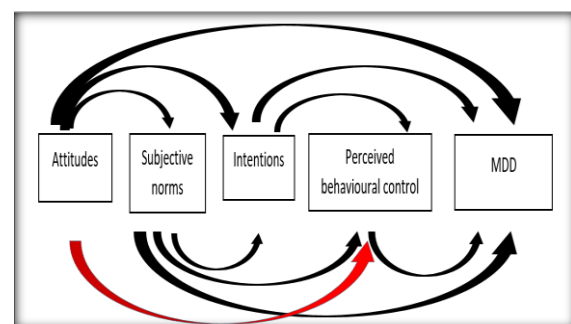 Attitudes
Subjective
norms
Intentions
Perceived
behavioural control
MDD